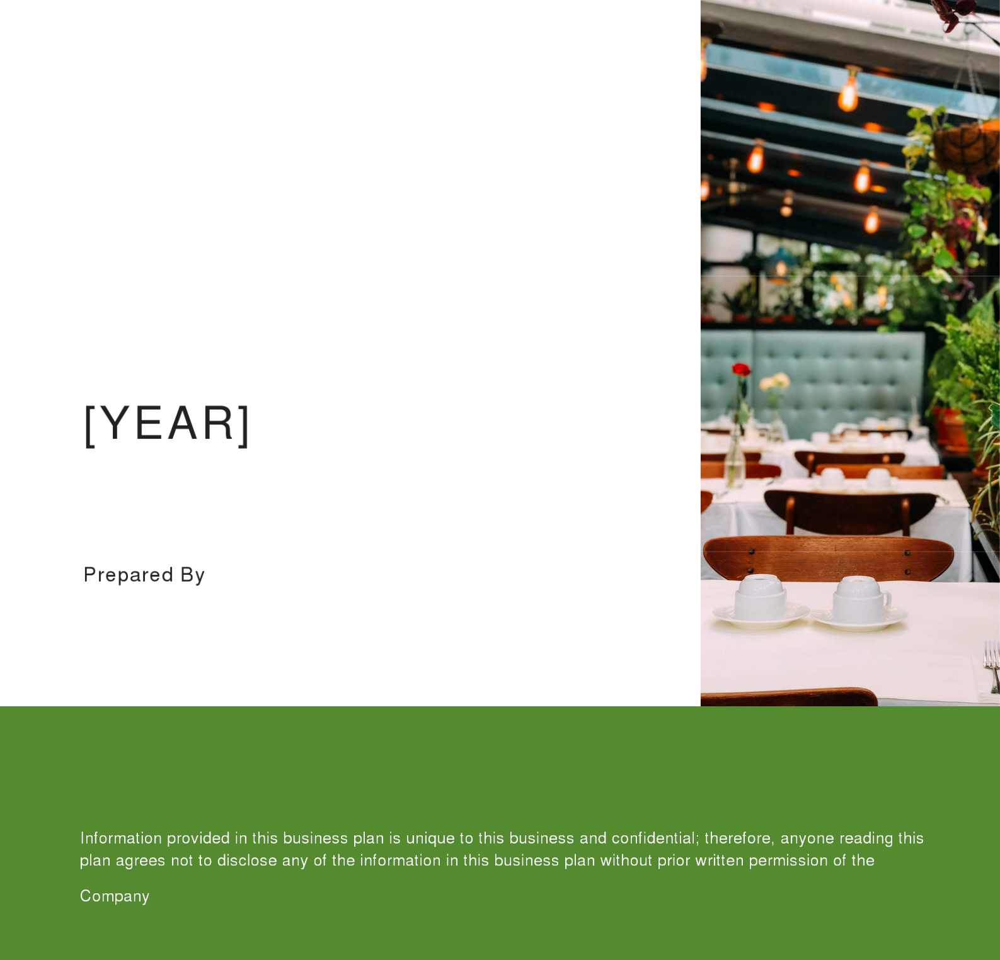 [YEAR]
Prepared By
Information provided in this business plan is unique to this business and confidential; therefore, anyone reading this
plan agrees not to disclose any of the information in this business plan without prior written permission of the
Company